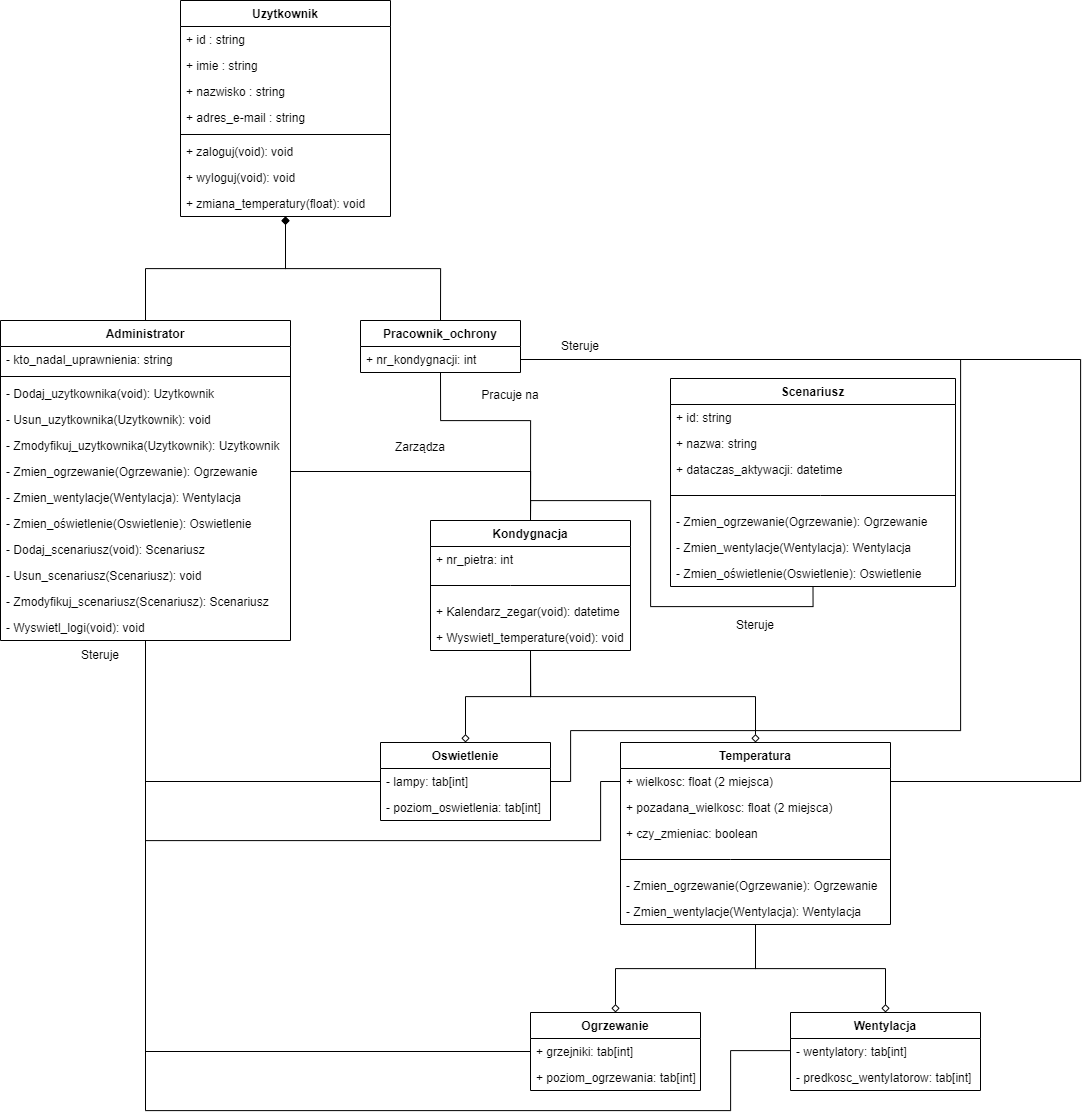 Uzytkownik
+ id : string
+ imie : string
+ nazwisko : string
+ adres_e-mail : string
+ zaloguj(void): void
+ wyloguj(void): void
+ zmiana_temperatury(float): void
Administrator
- kto_nadal_uprawnienia: string
- Dodaj_uzytkownika(void): Uzytkownik
- Usun_uzytkownika(Uzytkownik): void
- Zmodyfikuj_uzytkownika(Uzytkownik): Uzytkownik
- Zmien_ogrzewanie(Ogrzewanie): Ogrzewanie
- Zmien_wentylacje(Wentylacja): Wentylacja
- Zmien_oświetlenie(Oswietlenie): Oswietlenie
- Dodaj_scenariusz(void): Scenariusz
- Usun_scenariusz(Scenariusz): void
- Zmodyfikuj_scenariusz(Scenariusz): Scenariusz
- Wyswietl_logi(void): void
Steruje
Pracownik_ochrony
+ nr_kondygnacji: int
Steruje
Pracuje na
Zarządza
Scenariusz
+ id: string
+ nazwa: string
+ dataczas_aktywacji: datetime
- Zmien_ogrzewanie(Ogrzewanie): Ogrzewanie
- Zmien_wentylacje(Wentylacja): Wentylacja
- Zmien_oświetlenie(Oswietlenie): Oswietlenie
Steruje
Kondygnacja
+ nr_pietra: int
+ Kalendarz_zegar(void): datetime
+ Wyswietl_temperature(void): void
Oswietlenie
- lampy: tab[int]
- poziom_oswietlenia: tab[int]
Temperatura
+ wielkosc: float (2 miejsca)
+ pozadana_wielkosc: float (2 miejsca)
+ czy_zmieniac: boolean
- Zmien_ogrzewanie(Ogrzewanie): Ogrzewanie
- Zmien_wentylacje(Wentylacja): Wentylacja
Ogrzewanie
+ grzejniki: tab[int]
+ poziom_ogrzewania: tab[int]
Wentylacja
- wentylatory: tab[int]
- predkosc_wentylatorow: tab[int]